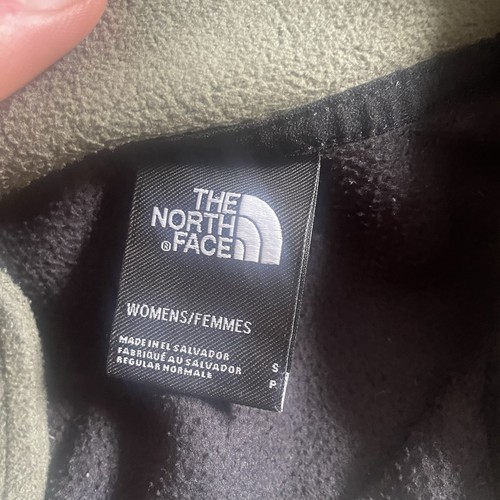 THE
NORTH
® FACE
WOMENS/FEMMES
MADE IN EL SALVADOR
FABRIQUÉ AU SALVADOR
REGULAR NORMALE
S
P